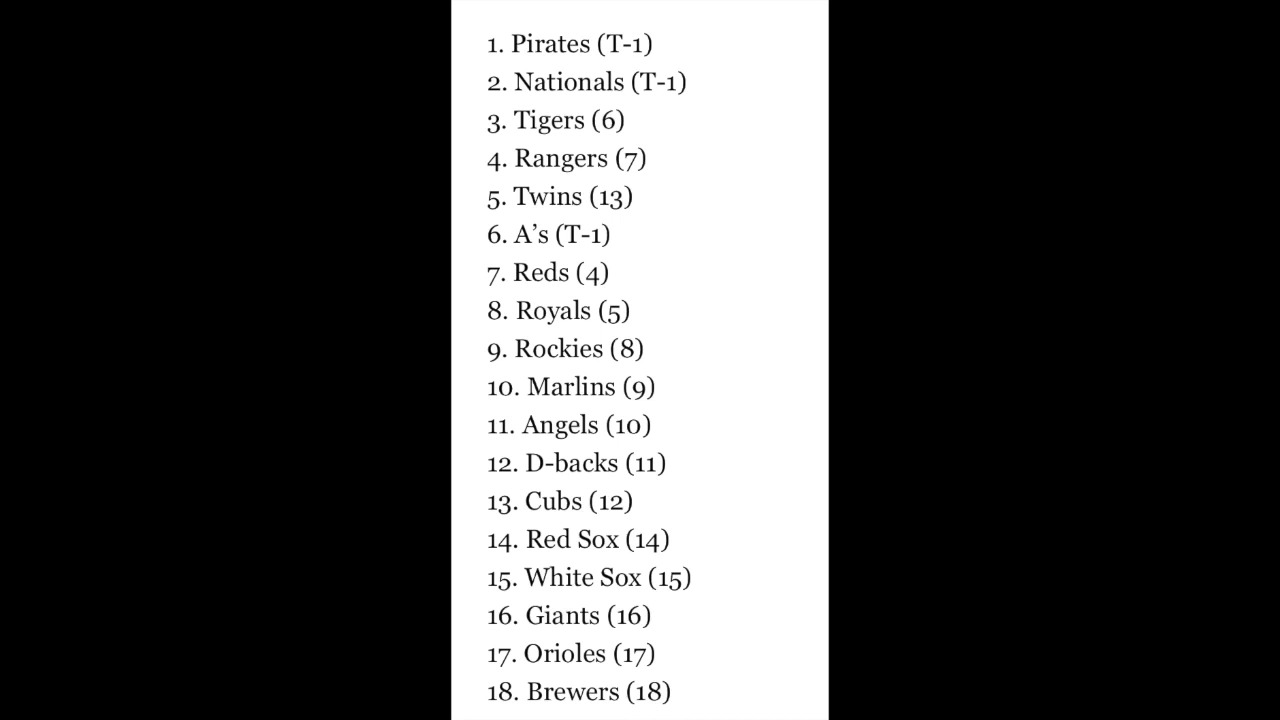 1. Pirates (T-1)
2. Nationals (T-1)
3. Tigers (6)
4. Rangers (7)
5. Twins (13)
6. A’s (T-1)
7. Reds (4)
8. Royals (5)
9. Rockies (8)
10. Marlins (9)
11. Angels (10)
12. D-backs (11)
13. Cubs (12)
14. Red Sox (14)
15. White Sox (15)
16. Giants (16)
17. Orioles (17)
18. Brewers (18)